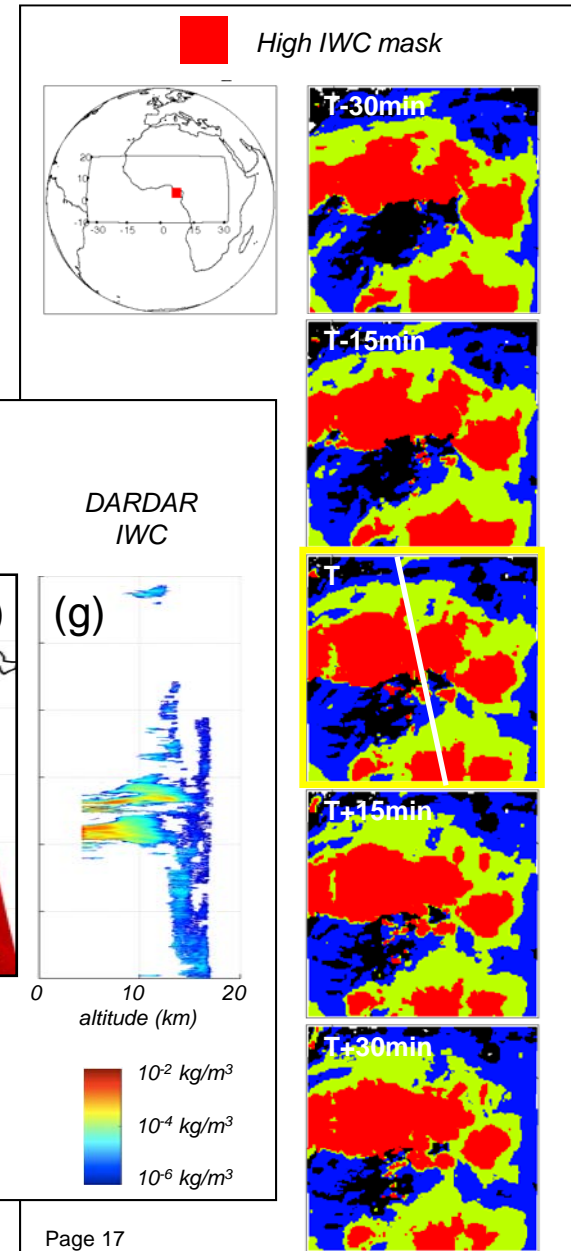 High IWC mask
20
10
0
-10
-30
-15
0
15
30
T-30min
T-15min
T
T+15min
T+30min
DARDAR
IWC
)
(g)
0
10
20
altitude (km)
10-2 kg/m3
10-4 kg/m3
10-6 kg/m3
Page 17